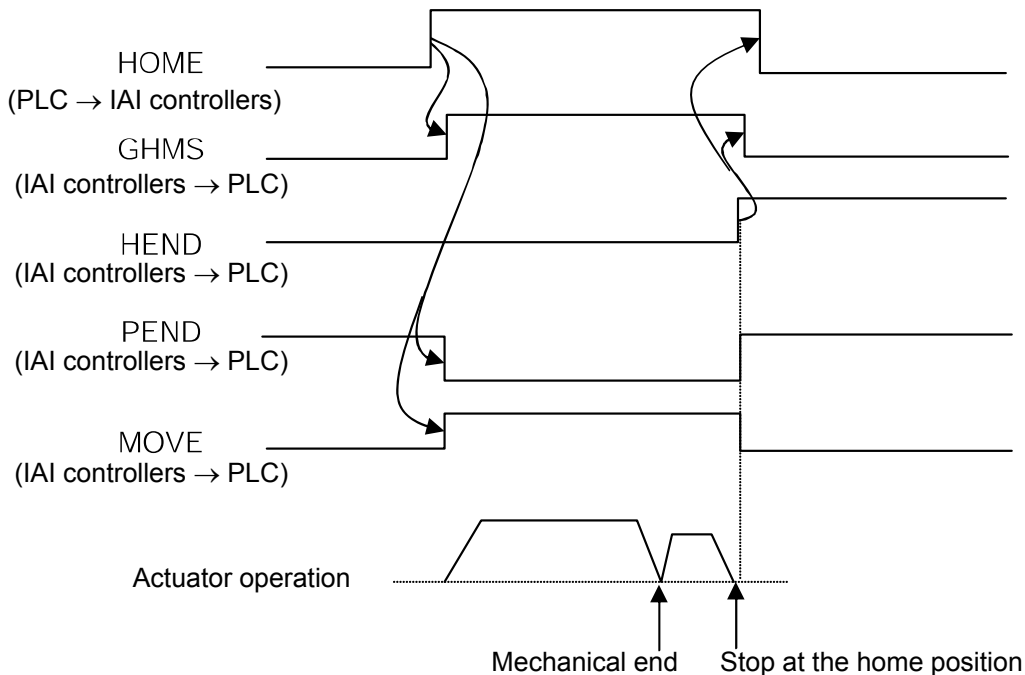 HOME
(PLC → IAI controllers)
GHMS
(IAI controllers → PLC)
HEND
(IAI controllers → PLC)
PEND
(IAI controllers → PLC)
MOVE
(IAI controllers → PLC)
Actuator operation
Mechanical end
Stop at the home position